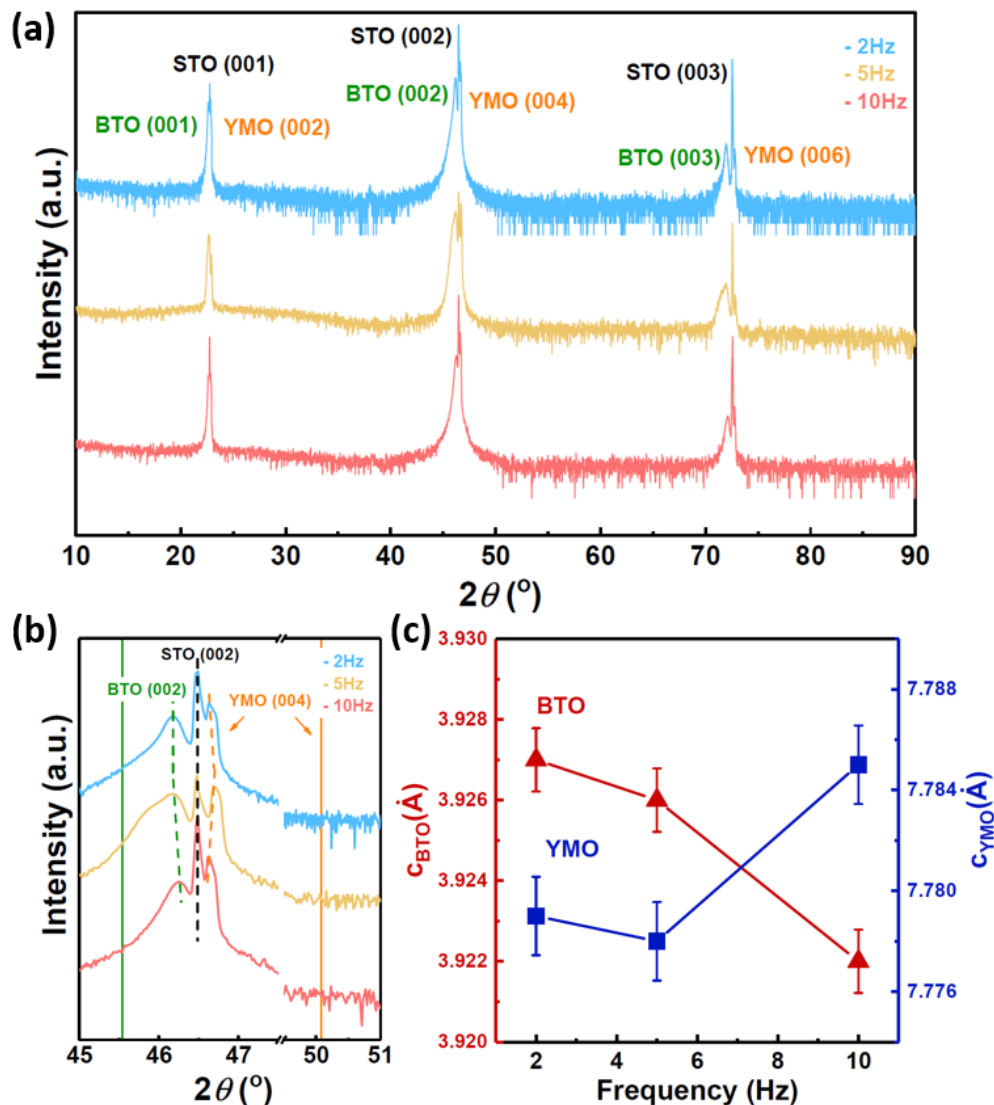 (a)
STO (002)
- 2Hz
- 5Hz
- 10Hz
STO (001)
STO (003)
BTO (002)
YMO (004)
BTO (001)
YMO (002)
BTO (003)
YMO (006)
Intensity (a.u.)
10 20 30 40 50 60 70 80 90
2θ (°)
(b)
STO (002)
- 2Hz
- 5Hz
- 10Hz
BTO (002)
YMO (004)
Intensity (a.u.)
45 46 47 50 51
2θ (°)
(c)
3.930
3.928
3.926
3.924
3.922
3.920
c_BTO(Å)
BTO
YMO
7.788
7.784
7.780
7.776
c_YMO(Å)
2 4 6 8 10
Frequency (Hz)